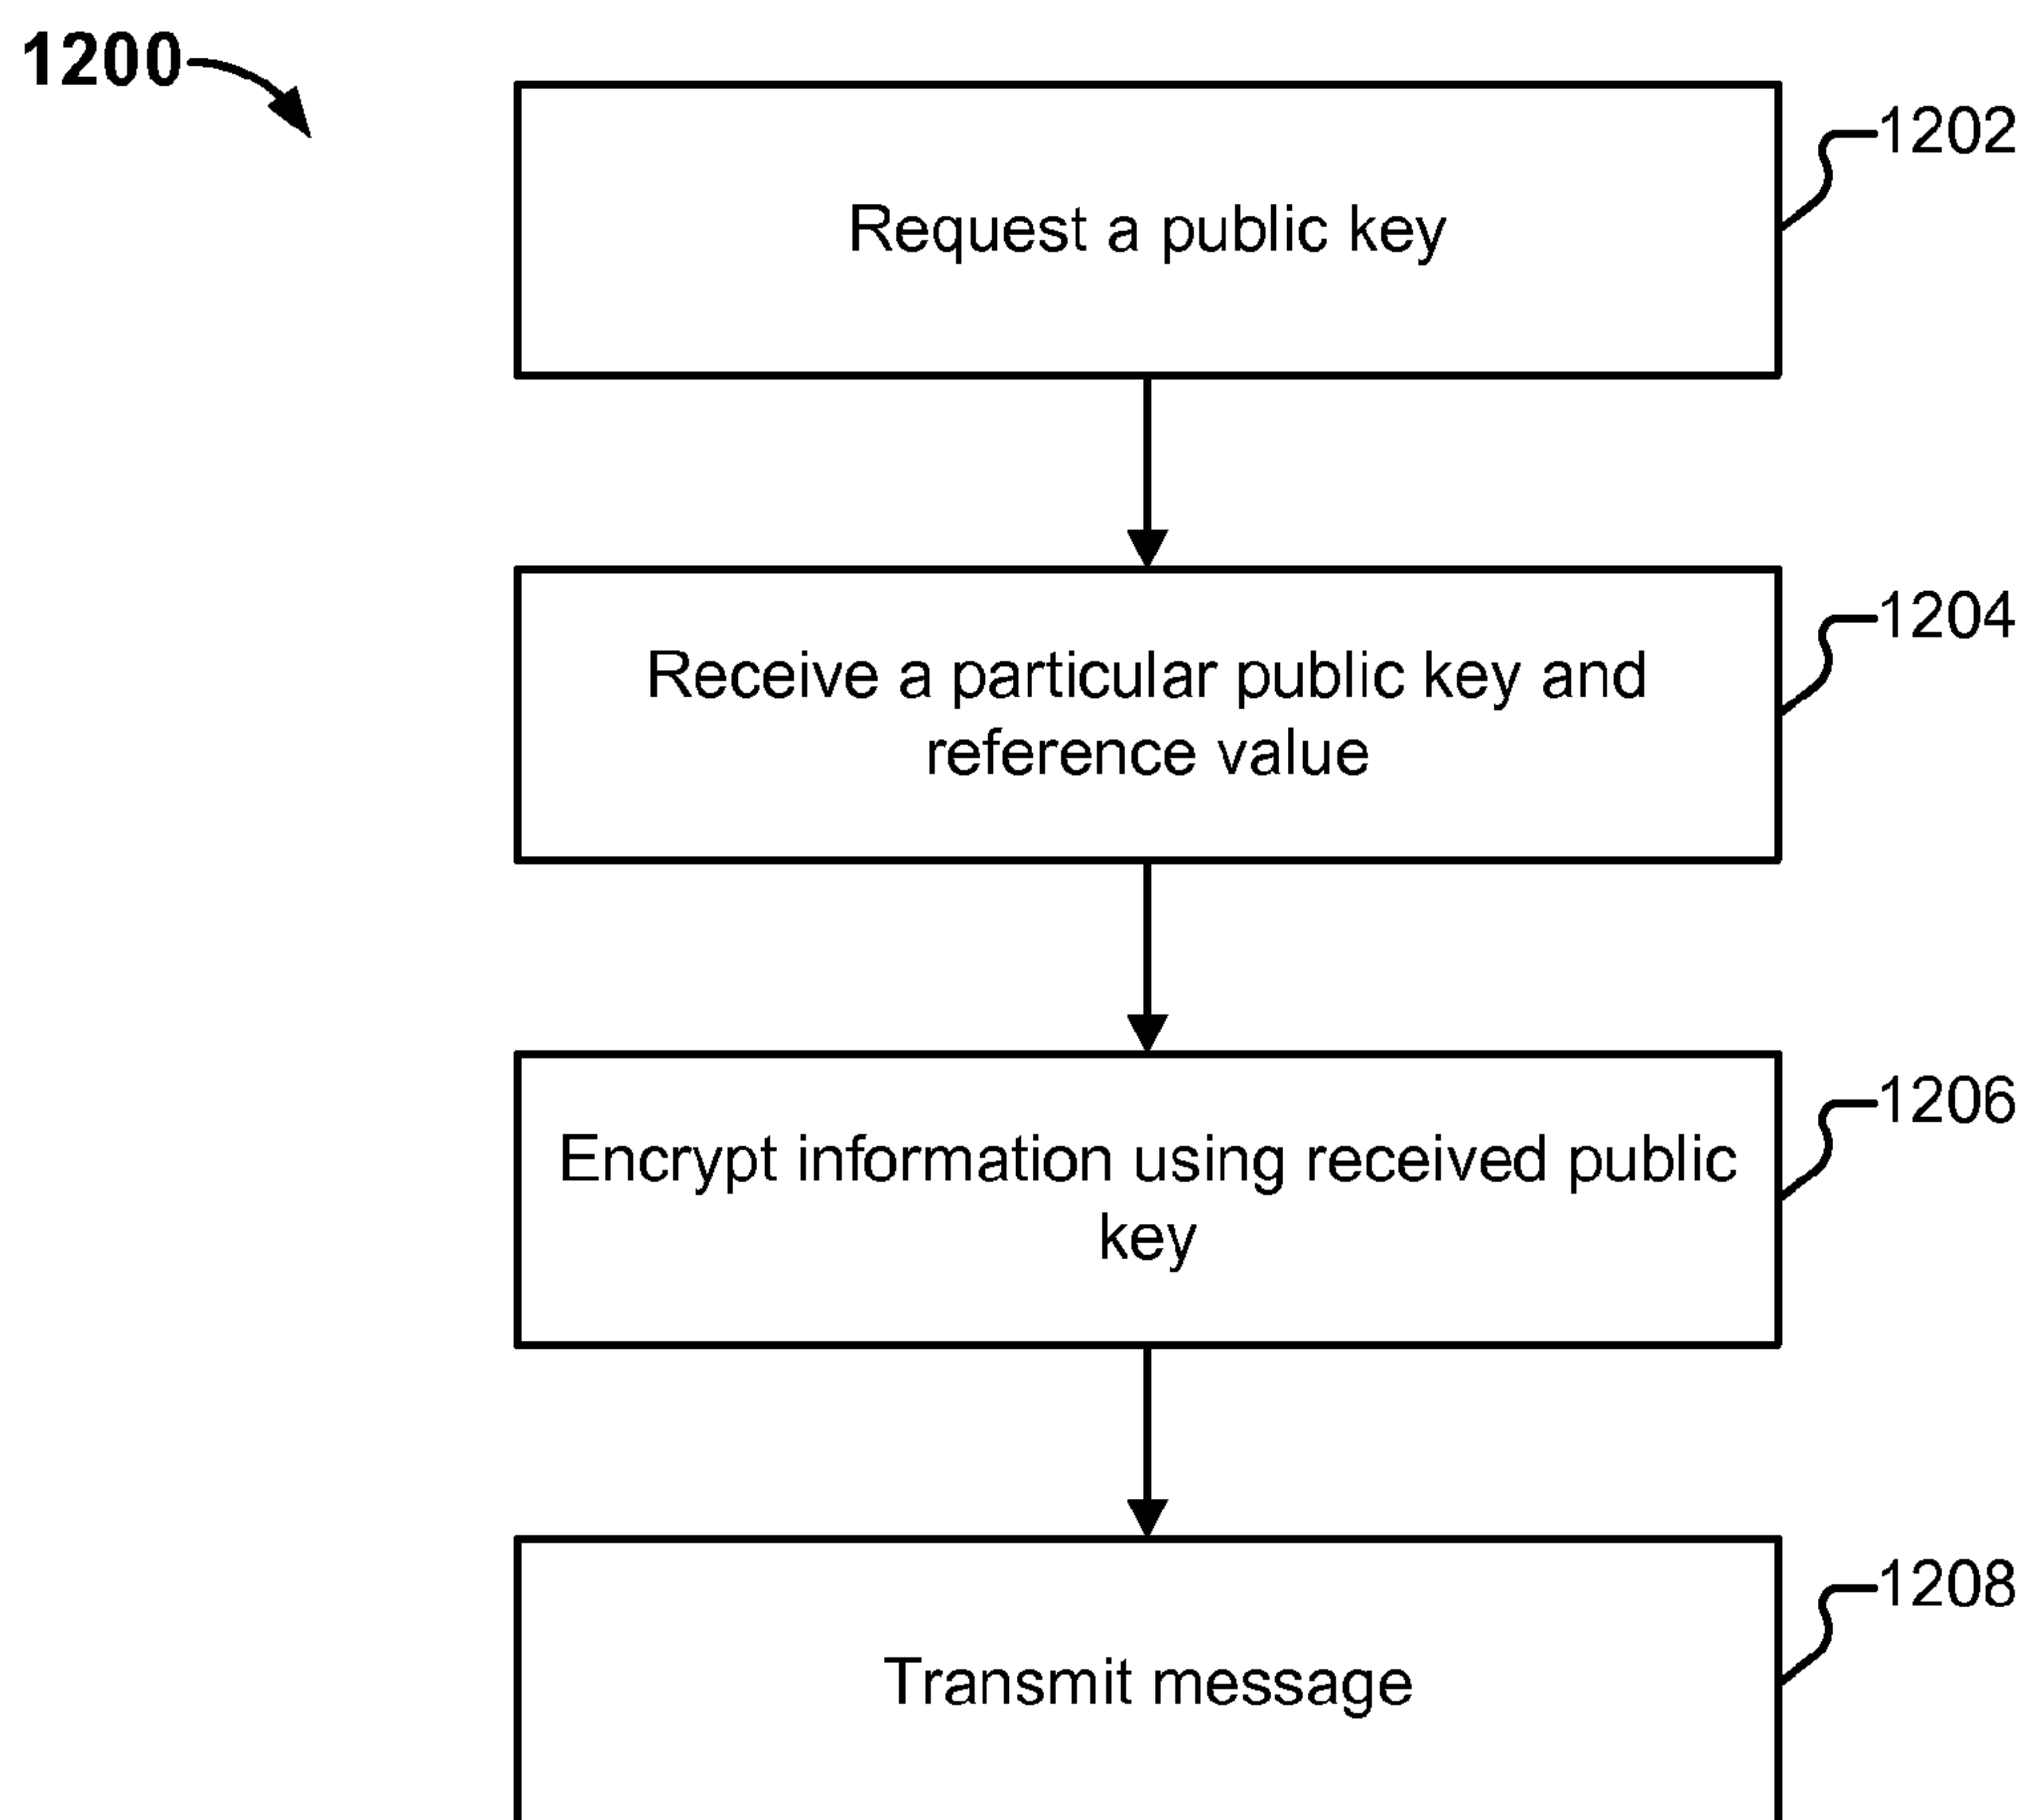 1200
1202
Request a public key
1204
Receive a particular public key and
reference value
1206
Encrypt information using received public
key
1208
Transmit message